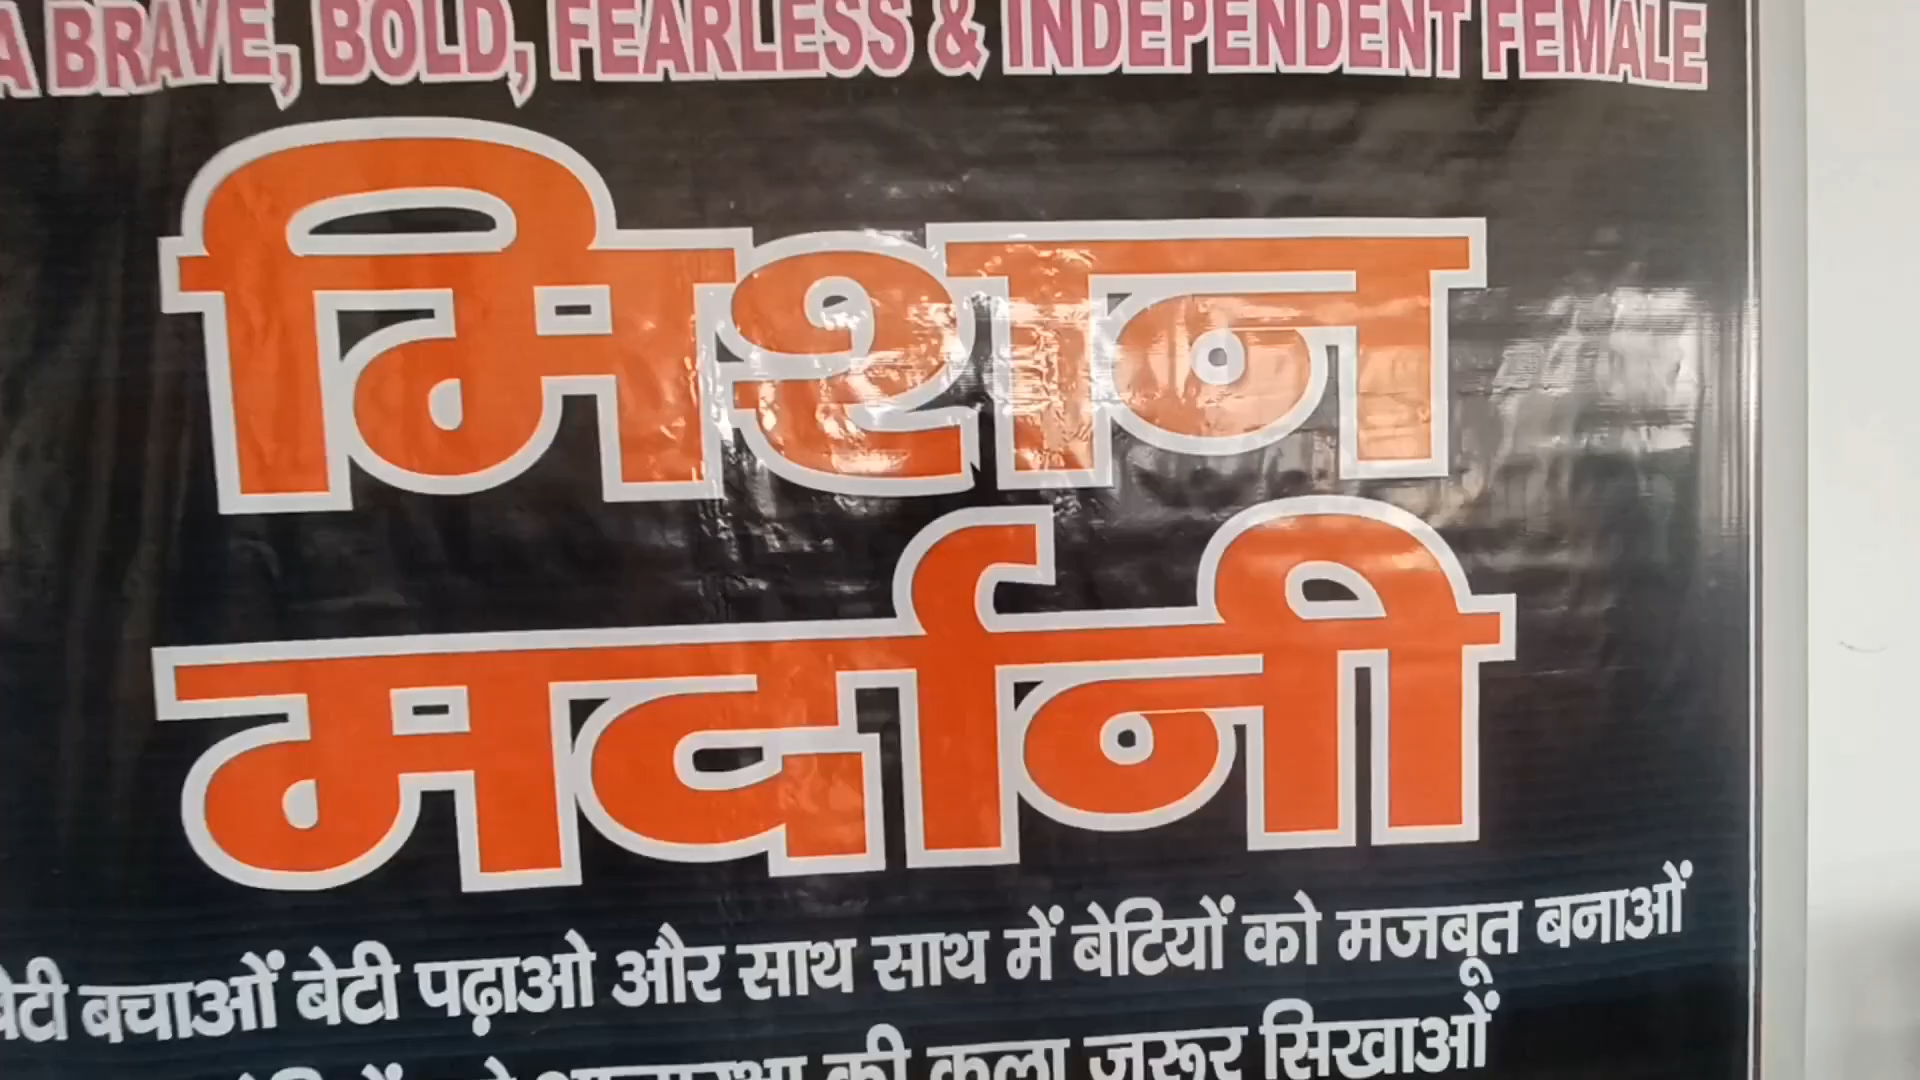 A BRAVE, BOLD, FEARLESS & INDEPENDENT FEMALE
मिशन
मर्दानी
बेटी बचाओं बेटी पढ़ाओ और साथ साथ में बेटियों को मजबूत बनाओं
की कला जरूर सिखाओं